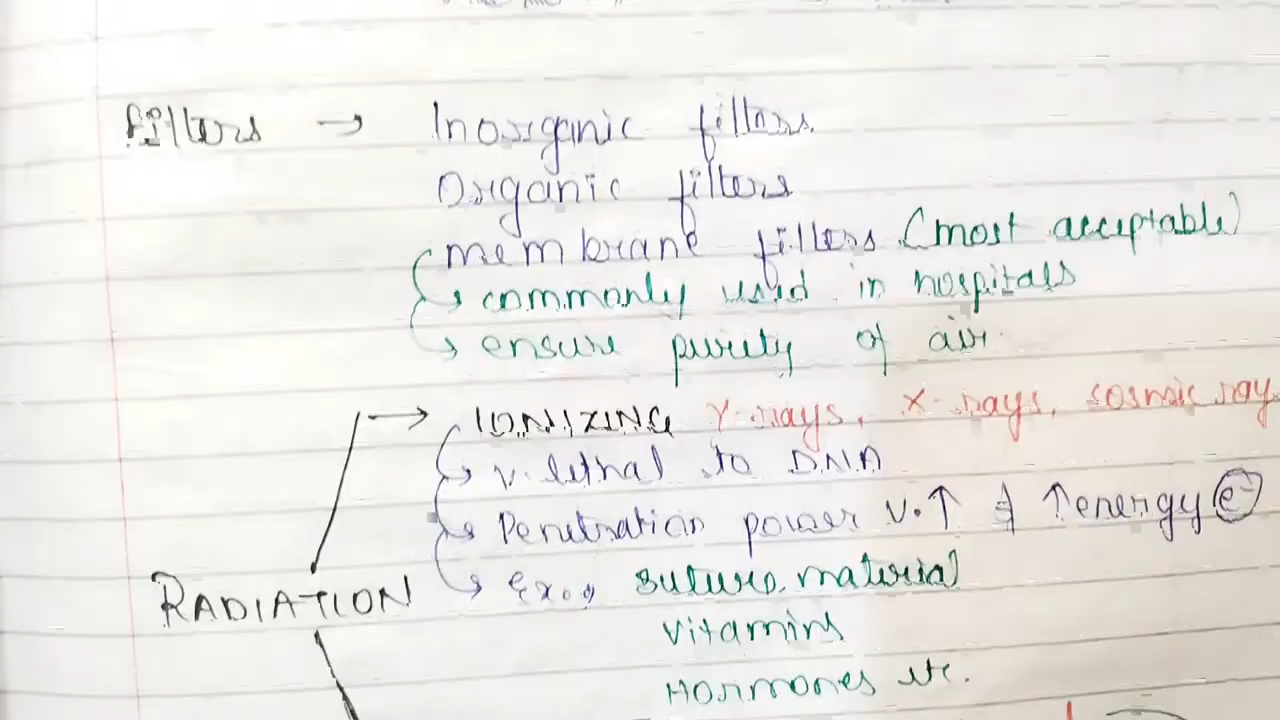 Filters → Inorganic filters
Organic filters
membrane filters (most acceptable)
→ commonly used in hospitals
→ ensure purity of air.
→ IONIZING γ-rays, X-rays, cosmic ray
→ v. lethal to DNA
→ Penetration power v.↑ & ↑energy e⁻
RADIATION → Ex.,, suture material
Vitamins
Hormones etc.